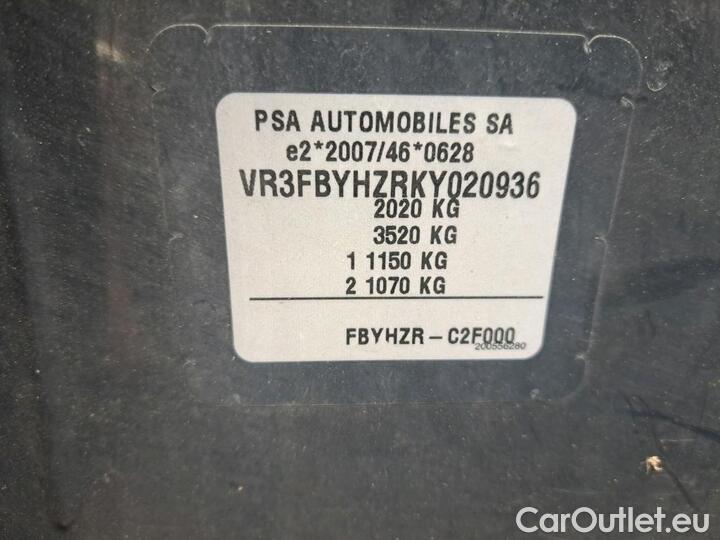 PSA AUTOMOBILES SA
e2*2007/46*0628
VR3FBYHZRKY020936
2020 KG
3520 KG
1 1150 KG
2 1070 KG
FBYHZR – C2F000
200556280
CarOutlet.eu